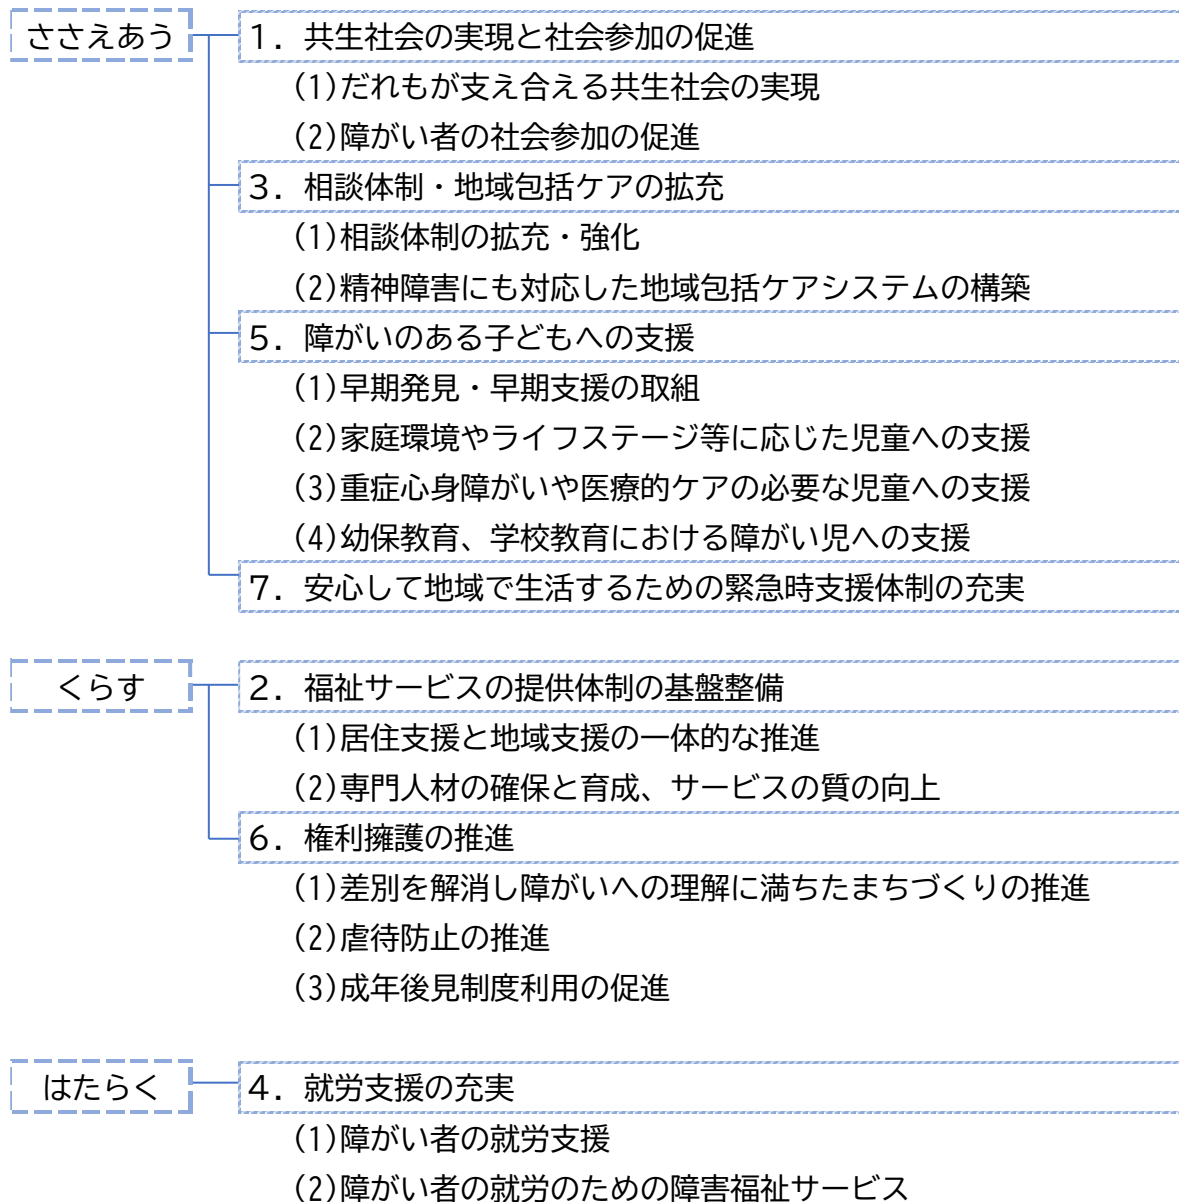 ささえあう
1. 共生社会の実現と社会参加の促進
(1)だれもが支え合える共生社会の実現
(2)障がい者の社会参加の促進
3. 相談体制・地域包括ケアの拡充
(1)相談体制の拡充・強化
(2)精神障害にも対応した地域包括ケアシステムの構築
5. 障がいのある子どもへの支援
(1)早期発見・早期支援の取組
(2)家庭環境やライフステージ等に応じた児童への支援
(3)重症心身障がいや医療的ケアの必要な児童への支援
(4)幼保教育、学校教育における障がい児への支援
7. 安心して地域で生活するための緊急時支援体制の充実
くらす
2. 福祉サービスの提供体制の基盤整備
(1)居住支援と地域支援の一体的な推進
(2)専門人材の確保と育成、サービスの質の向上
6. 権利擁護の推進
(1)差別を解消し障がいへの理解に満ちたまちづくりの推進
(2)虐待防止の推進
(3)成年後見制度利用の促進
はたらく
4. 就労支援の充実
(1)障がい者の就労支援
(2)障がい者の就労のための障害福祉サービス